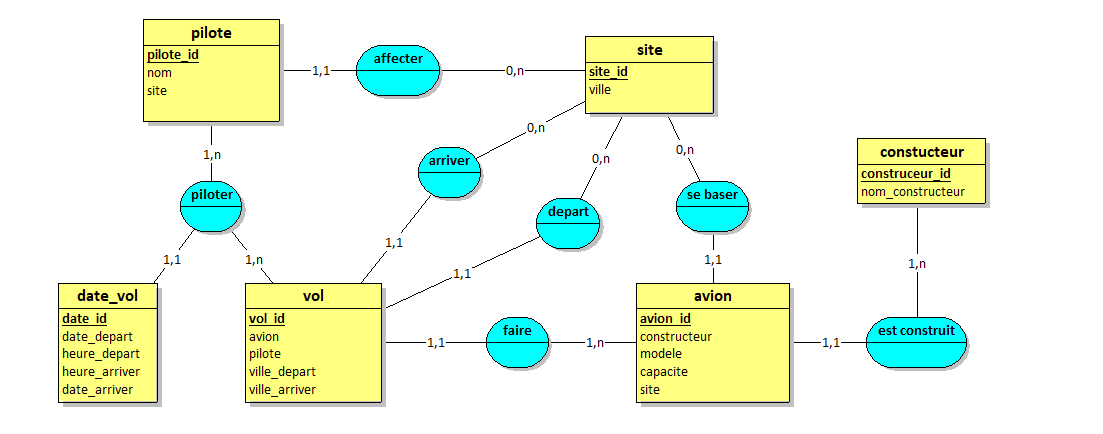 pilote
pilote_id
nom
site
1,1
affecter
0,n
site
site_id
ville
0,n
arriver
0,n
0,n
1,n
piloter
depart
se baser
constucteur
construceur_id
nom_constructeur
1,1
1,n
1,1
1,1
1,1
1,n
date_vol
date_id
date_depart
heure_depart
heure_arriver
date_arriver
vol
vol_id
avion
pilote
ville_depart
ville_arriver
1,1
faire
1,n
avion
avion_id
constructeur
modele
capacite
site
1,1
est construit